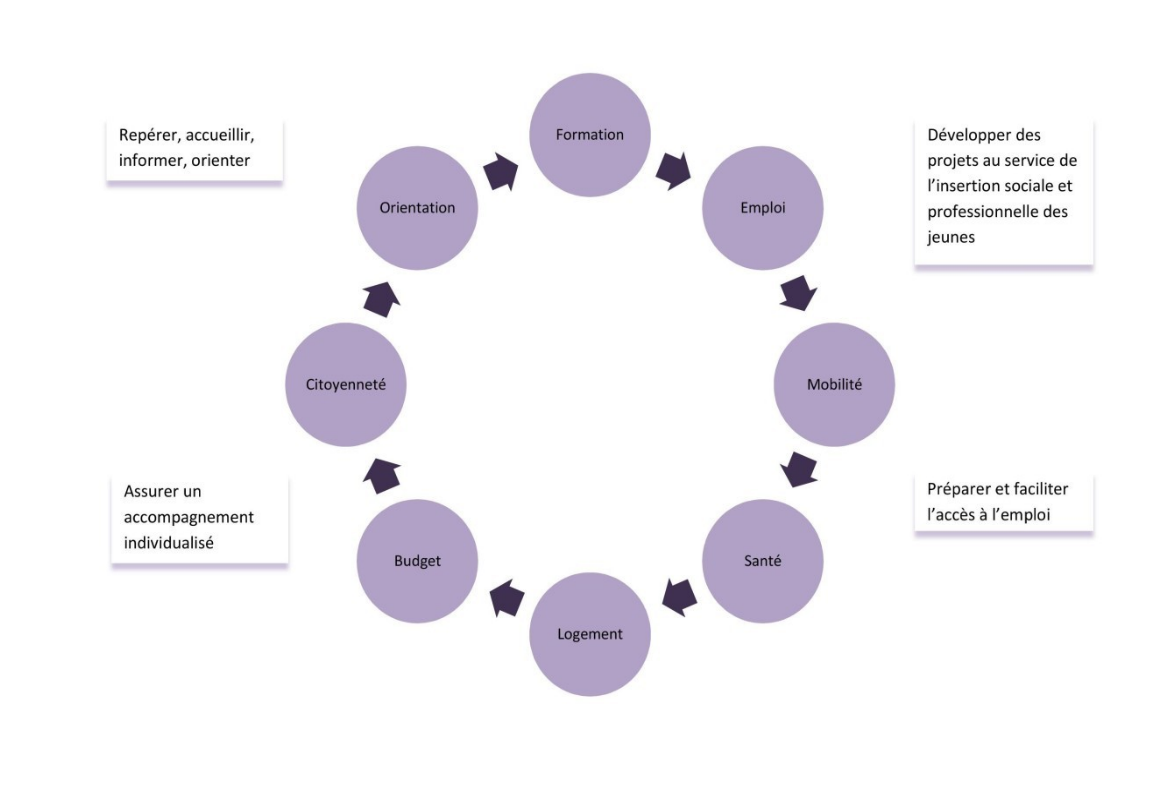 Formation
Repérer, accueillir,
informer, orienter
Développer des
projets au service de
l’insertion sociale et
professionnelle des
jeunes
Orientation
Emploi
Citoyenneté
Mobilité
Assurer un
accompagnement
individualisé
Préparer et faciliter
l’accès à l’emploi
Budget
Santé
Logement